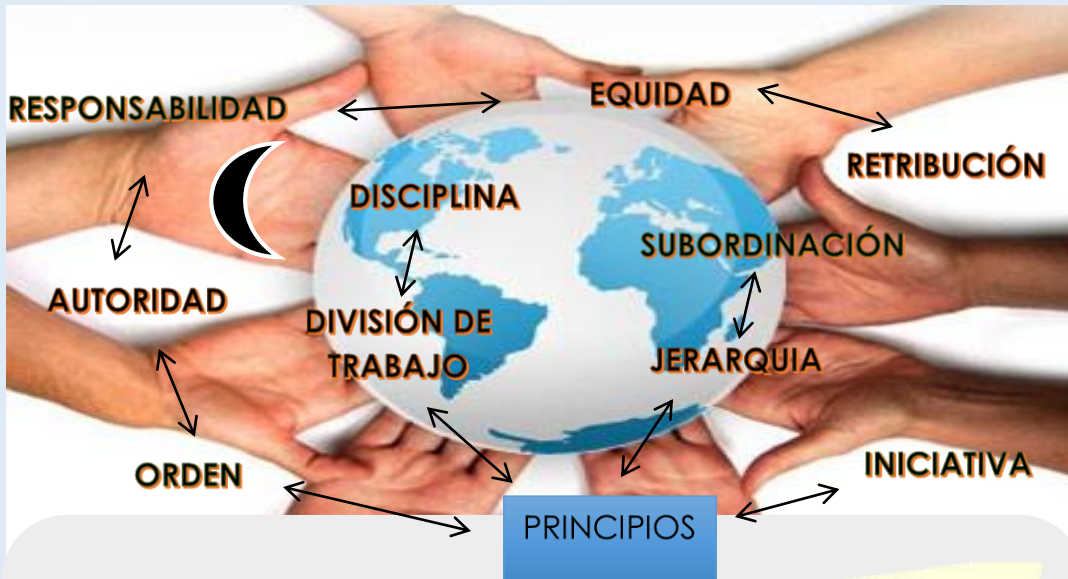 EQUIDAD
RESPONSABILIDAD
RETRIBUCIÓN
DISCIPLINA
SUBORDINACIÓN
AUTORIDAD
DIVISIÓN DE
TRABAJO
JERARQUIA
ORDEN
INICIATIVA
PRINCIPIOS